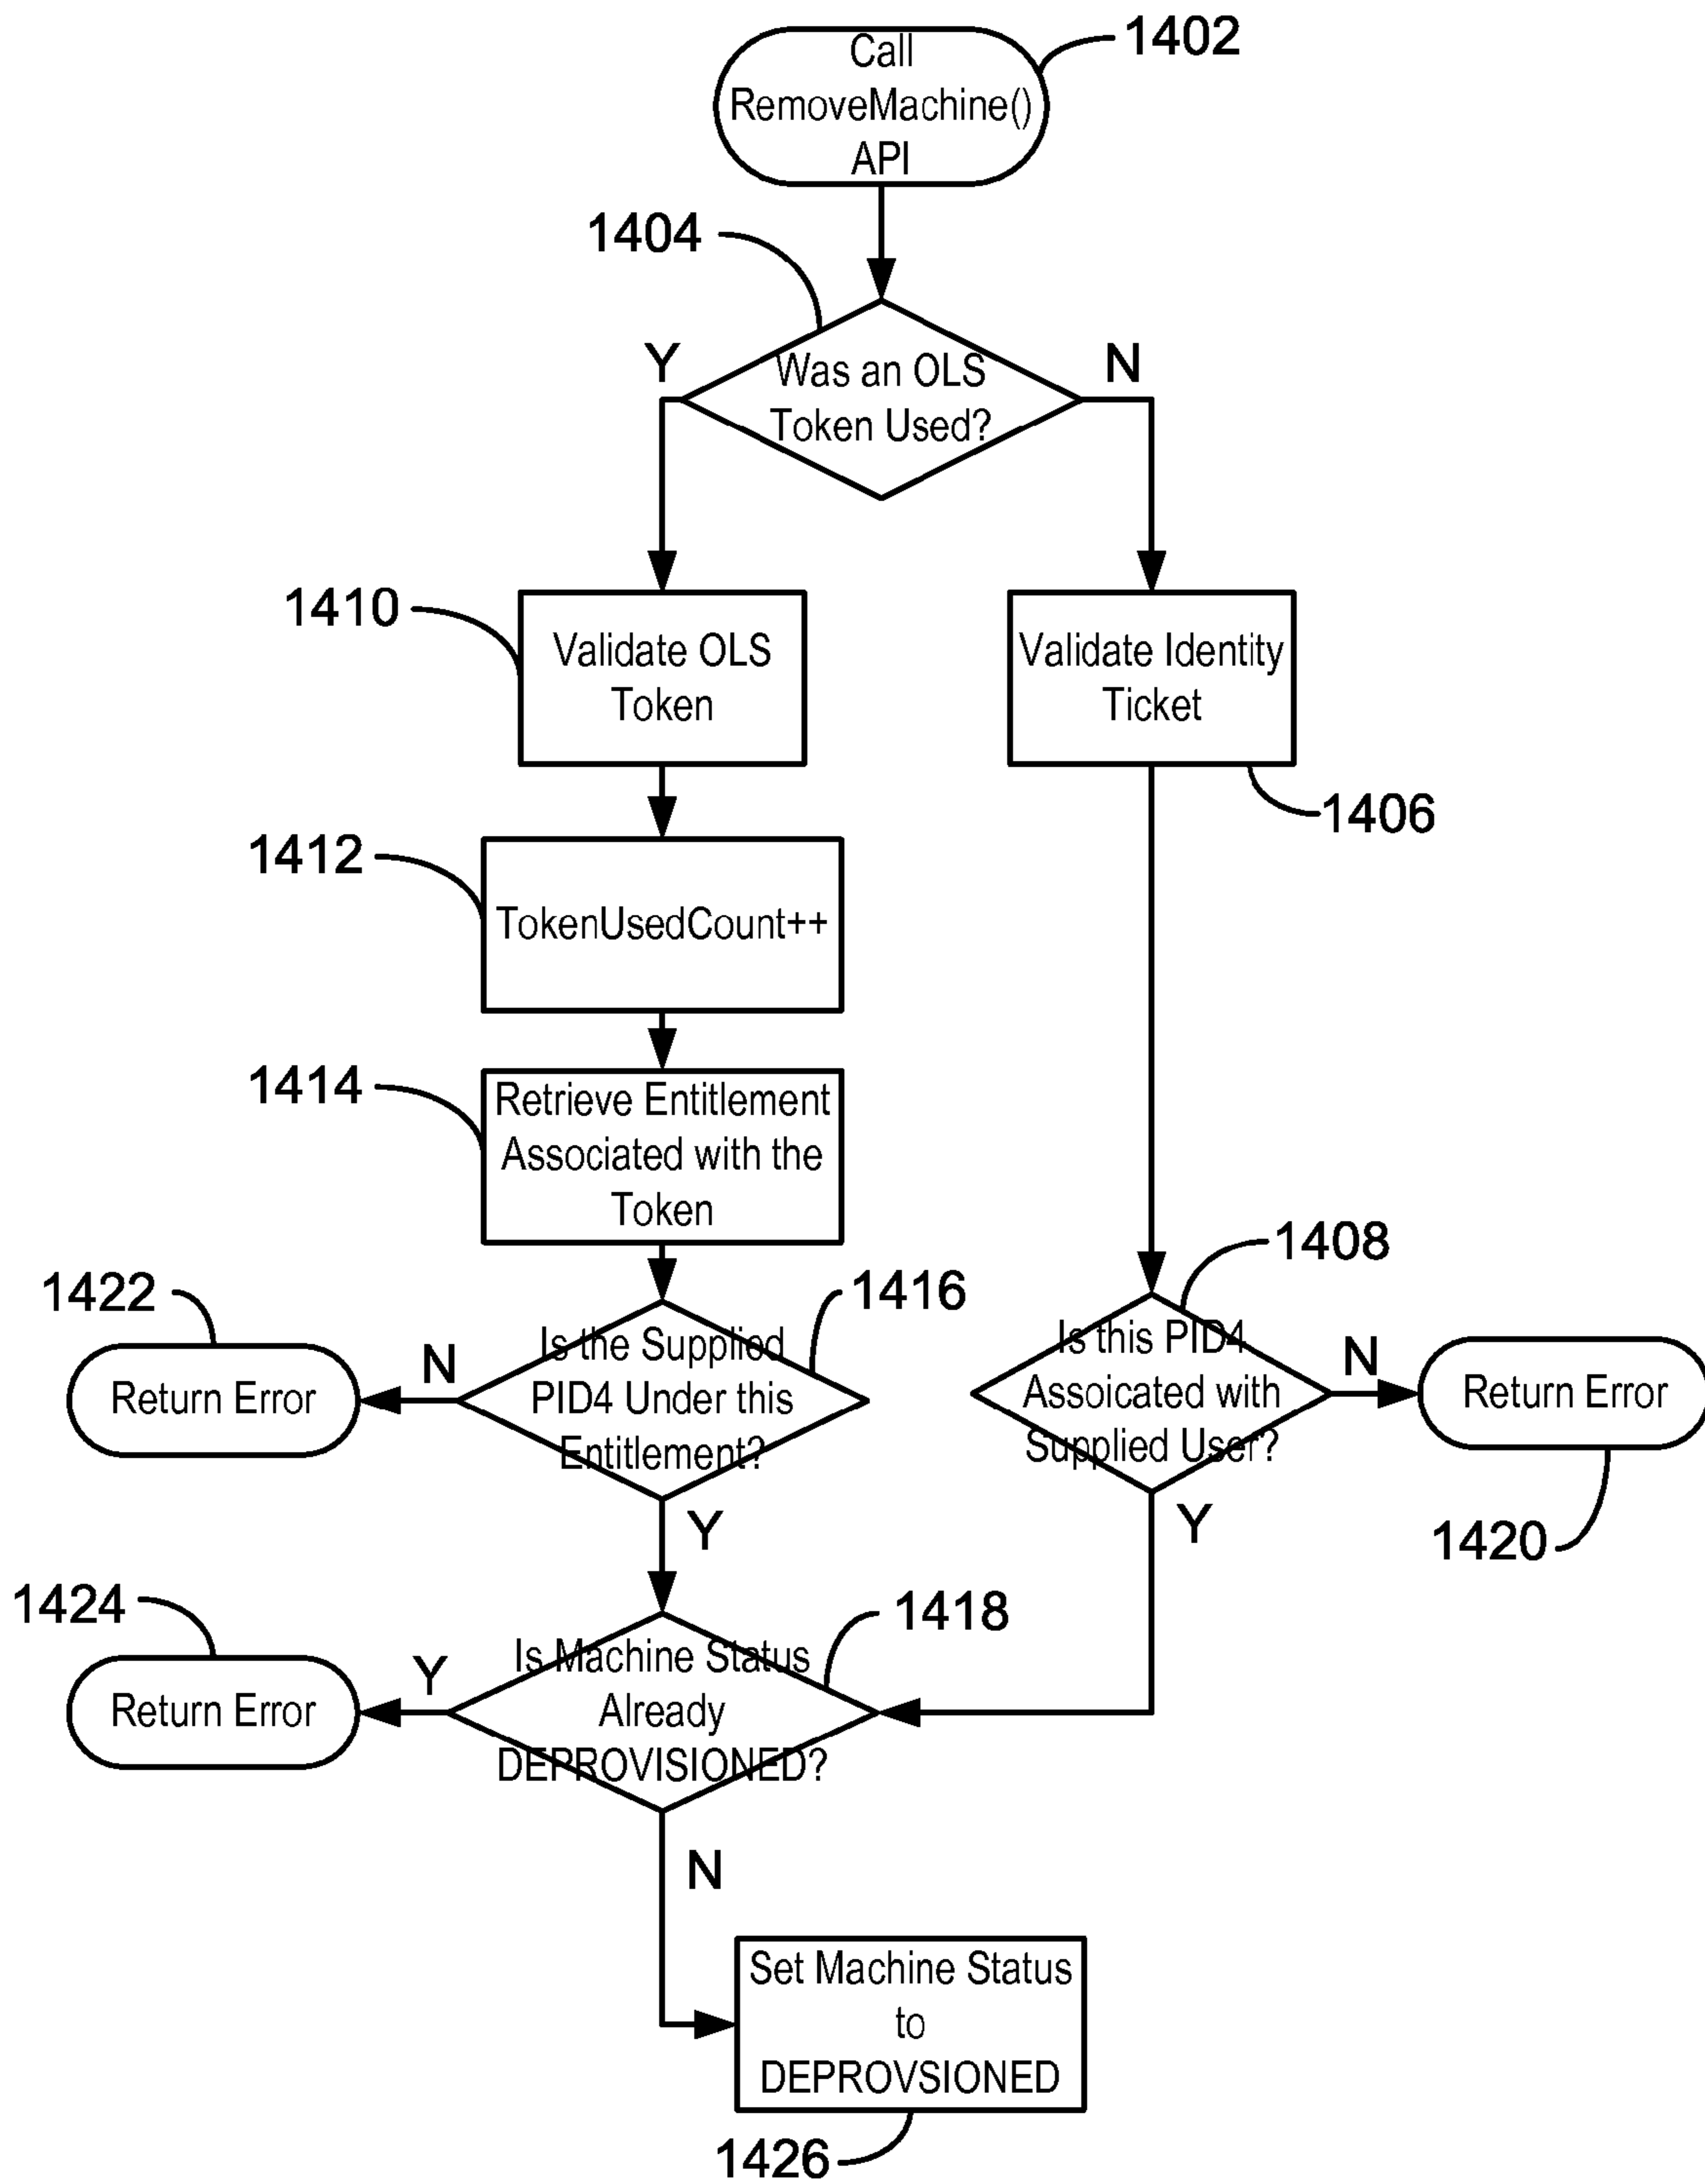 Call
RemoveMachine()
API
1402
1404
Was an OLS
Token Used?
Y
N
1410
Validate OLS
Token
Validate Identity
Ticket
1406
1412
TokenUsedCount++
1414
Retrieve Entitlement
Associated with the
Token
1408
1422
1416
Is the Supplied
PID4 Under this
Entitlement?
N
Return Error
Is this PID4
Assoicated with
Supplied User?
N
Return Error
Y
Y
1420
1424
1418
Is Machine Status
Already
DEPROVISIONED?
Y
Return Error
N
Set Machine Status
to
DEPROVSIONED
1426